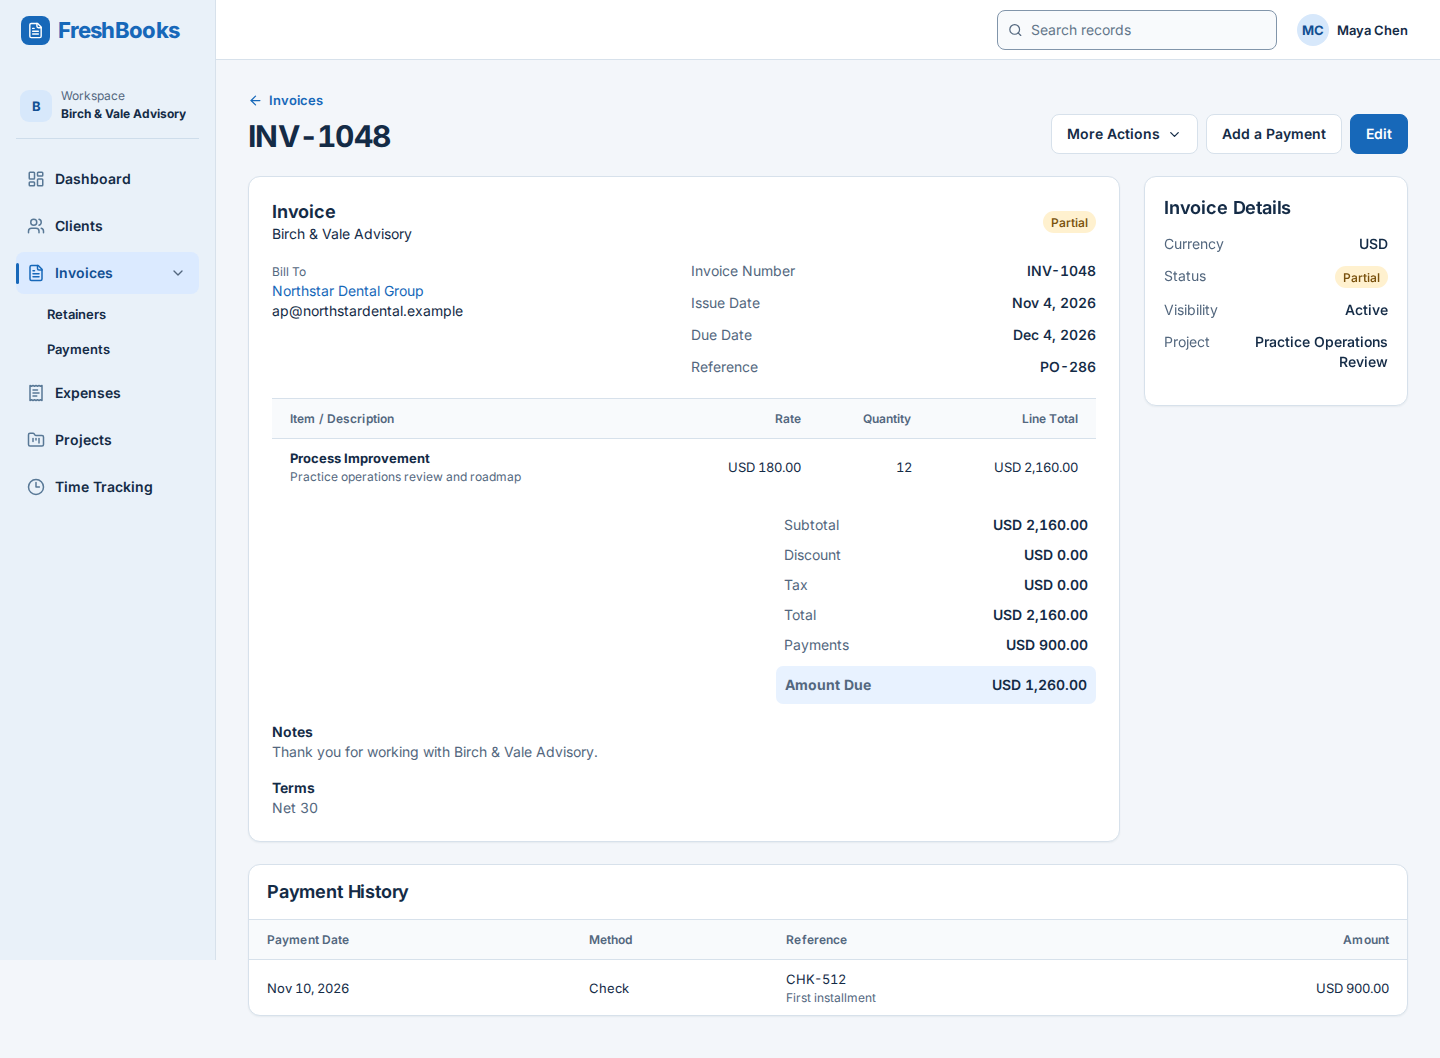 FreshBooks
Search records
MC
Maya Chen
B
Workspace
Birch & Vale Advisory
Dashboard
Clients
Invoices
Retainers
Payments
Expenses
Projects
Time Tracking
Invoices
INV-1048
More Actions
Add a Payment
Edit
Invoice
Birch & Vale Advisory
Partial
Bill To
Northstar Dental Group
ap@northstardental.example
Invoice Number INV-1048
Issue Date Nov 4, 2026
Due Date Dec 4, 2026
Reference PO-286
Item / Description Rate Quantity Line Total
Process Improvement
Practice operations review and roadmap
USD 180.00 12 USD 2,160.00
Subtotal USD 2,160.00
Discount USD 0.00
Tax USD 0.00
Total USD 2,160.00
Payments USD 900.00
Amount Due USD 1,260.00
Notes
Thank you for working with Birch & Vale Advisory.
Terms
Net 30
Invoice Details
Currency USD
Status Partial
Visibility Active
Project Practice Operations
Review
Payment History
Payment Date Method Reference Amount
Nov 10, 2026 Check CHK-512 USD 900.00
First installment